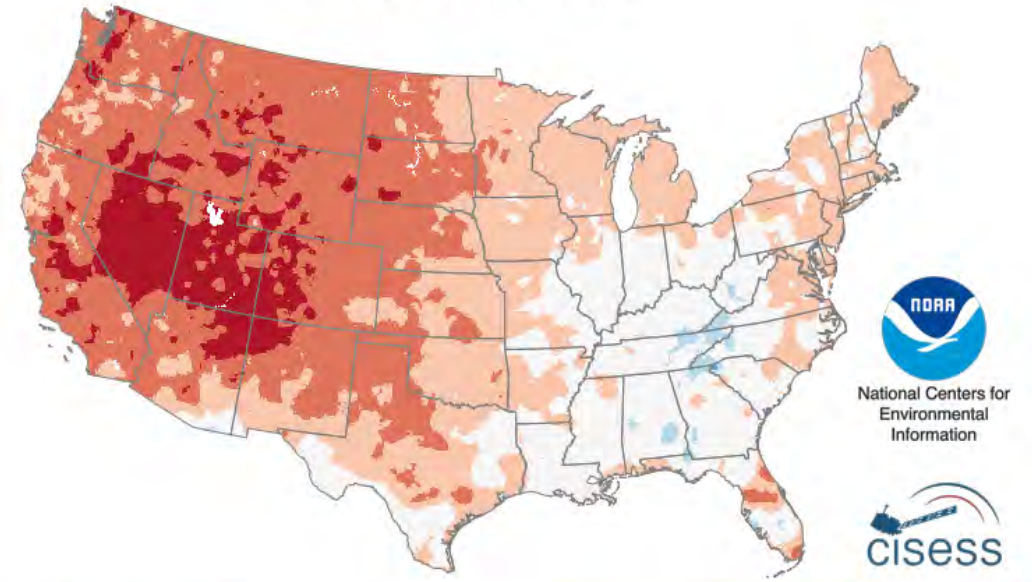 NOAA
National Centers for
Environmental
Information
CISESS